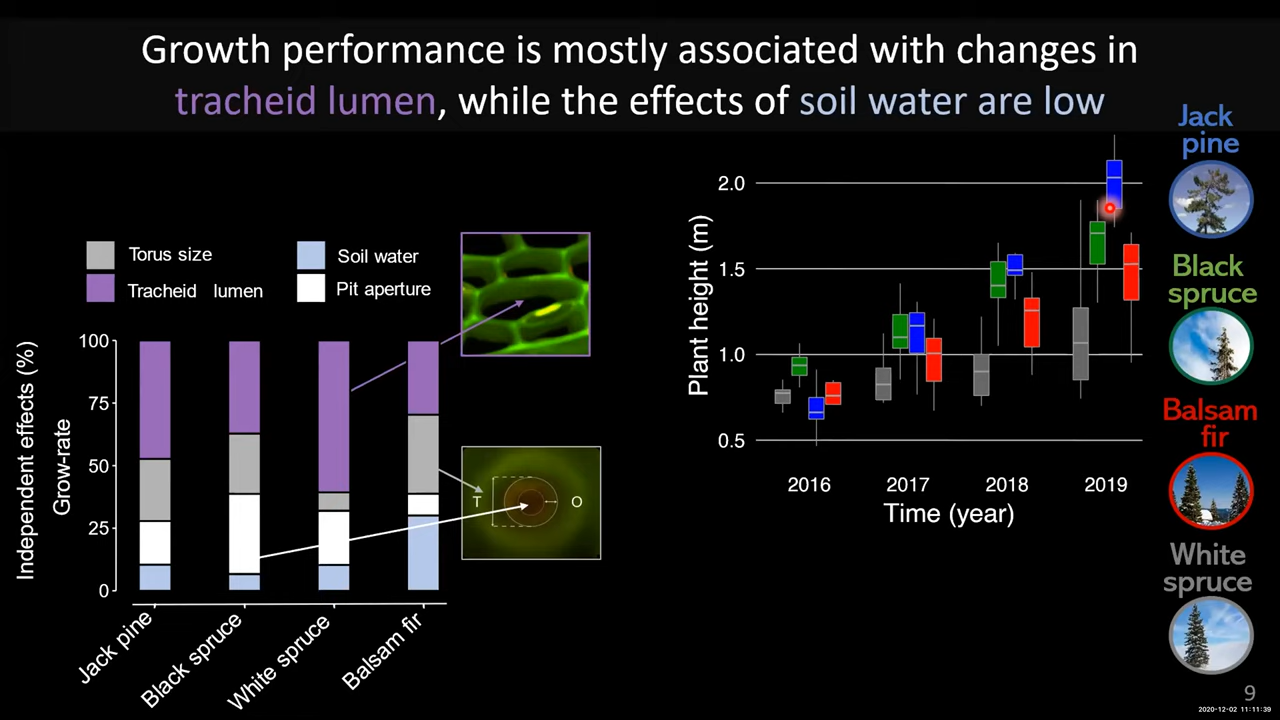 Growth performance is mostly associated with changes in
tracheid lumen, while the effects of soil water are low
Torus size
Soil water
Tracheid lumen
Pit aperture
Independent effects (%)
Grow-rate
100
75
50
25
0
Jack pine
Black spruce
White spruce
Balsam fir
T
O
Plant height (m)
2.0
1.5
1.0
0.5
2016
2017
2018
2019
Time (year)
Jack
pine
Black
spruce
Balsam
fir
White
spruce
9
2020-12-02 11:11:39